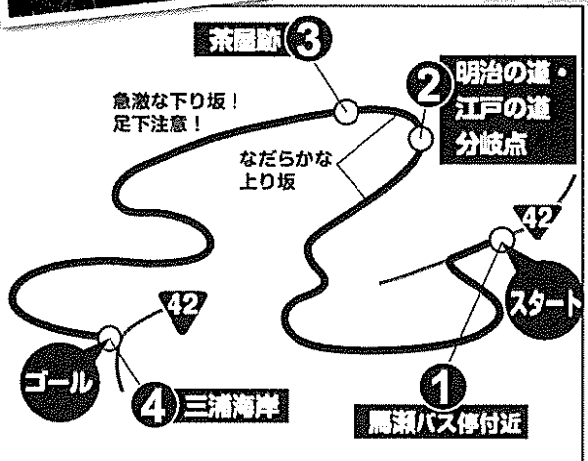 茶屋跡 3
2 明治の道・
江戸の道
分岐点
急激な下り坂！
足下注意！
なだらかな
上り坂
42
スタート
42
ゴール
4 三浦海岸
1
馬瀬バス停付近